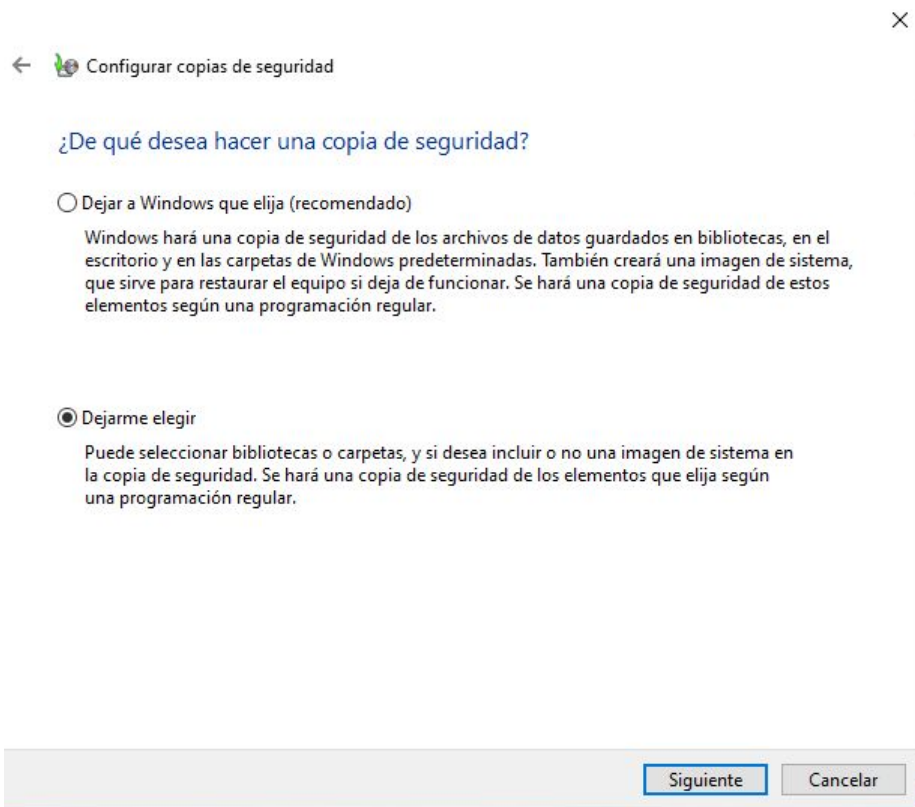 Configurar copias de seguridad
¿De qué desea hacer una copia de seguridad?
Dejar a Windows que elija (recomendado)
Windows hará una copia de seguridad de los archivos de datos guardados en bibliotecas, en el
escritorio y en las carpetas de Windows predeterminadas. También creará una imagen de sistema,
que sirve para restaurar el equipo si deja de funcionar. Se hará una copia de seguridad de estos
elementos según una programación regular.
Dejarme elegir
Puede seleccionar bibliotecas o carpetas, y si desea incluir o no una imagen de sistema en
la copia de seguridad. Se hará una copia de seguridad de los elementos que elija según
una programación regular.
Siguiente Cancelar